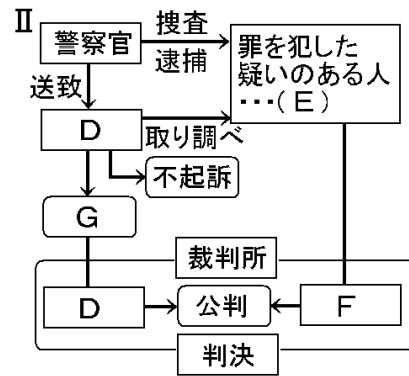 Ⅱ
警察官
捜査
逮捕
罪を犯した
疑いのある人
…(E)
送致
D
取り調べ
不起訴
G
裁判所
D
公判
F
判決